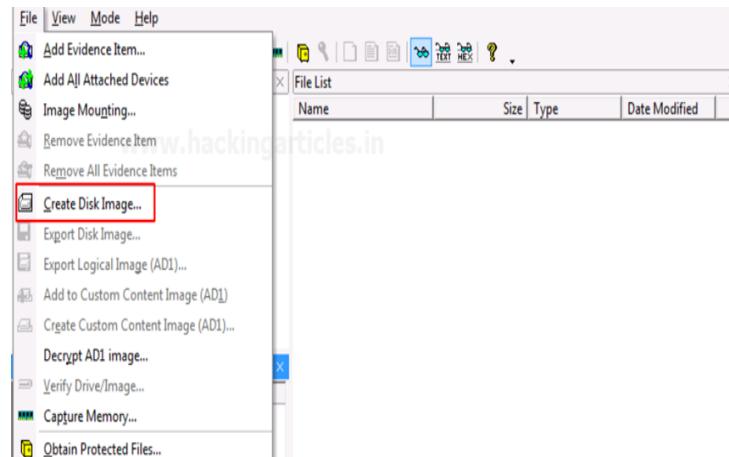 File View Mode Help
Add Evidence Item...
Add All Attached Devices
Image Mounting...
Remove Evidence Item
Remove All Evidence Items
Create Disk Image...
Export Disk Image...
Export Logical Image (AD1)...
Add to Custom Content Image (AD1)
Create Custom Content Image (AD1)...
Decrypt AD1 image...
Verify Drive/Image...
Capture Memory...
Obtain Protected Files...
TEXT HEX
File List
Name Size Type Date Modified
www.hackingarticles.in